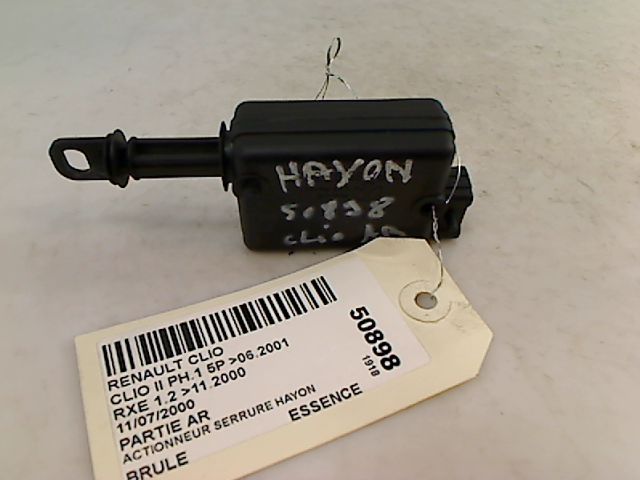 HAYON
50898
CLIO AR
50898
1918
RENAULT CLIO
CLIO II PH.1 5P >06.2001
RXE 1.2 >11.2000
11/07/2000
PARTIE AR
ACTIONNEUR SERRURE HAYON
BRULE
ESSENCE